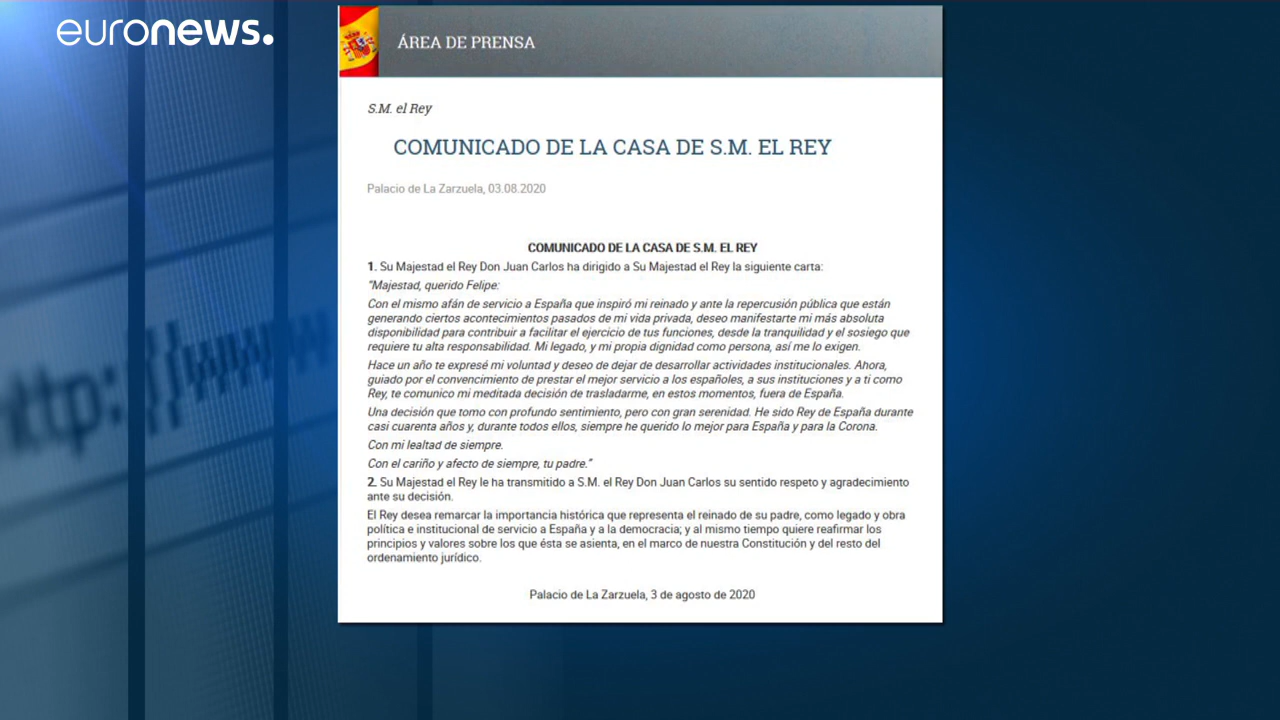 euronews.
ÁREA DE PRENSA
S.M. el Rey
COMUNICADO DE LA CASA DE S.M. EL REY
Palacio de La Zarzuela, 03.08.2020
COMUNICADO DE LA CASA DE S.M. EL REY
1. Su Majestad el Rey Don Juan Carlos ha dirigido a Su Majestad el Rey la siguiente carta:
"Majestad, querido Felipe:
Con el mismo afán de servicio a España que inspiró mi reinado y ante la repercusión pública que están
generando ciertos acontecimientos pasados de mi vida privada, deseo manifestarte mi más absoluta
disponibilidad para contribuir a facilitar el ejercicio de tus funciones, desde la tranquilidad y el sosiego que
requiere tu alta responsabilidad. Mi legado, y mi propia dignidad como persona, así me lo exigen.
Hace un año te expresé mi voluntad y deseo de dejar de desarrollar actividades institucionales. Ahora,
guiado por el convencimiento de prestar el mejor servicio a los españoles, a sus instituciones y a ti como
Rey, te comunico mi meditada decisión de trasladarme, en estos momentos, fuera de España.
Una decisión que tomo con profundo sentimiento, pero con gran serenidad. He sido Rey de España durante
casi cuarenta años y, durante todos ellos, siempre he querido lo mejor para España y para la Corona.
Con mi lealtad de siempre.
Con el cariño y afecto de siempre, tu padre."
2. Su Majestad el Rey le ha transmitido a S.M. el Rey Don Juan Carlos su sentido respeto y agradecimiento
ante su decisión.
El Rey desea remarcar la importancia histórica que representa el reinado de su padre, como legado y obra
política e institucional de servicio a España y a la democracia; y al mismo tiempo quiere reafirmar los
principios y valores sobre los que ésta se asienta, en el marco de nuestra Constitución y del resto del
ordenamiento jurídico.
Palacio de La Zarzuela, 3 de agosto de 2020
http://www